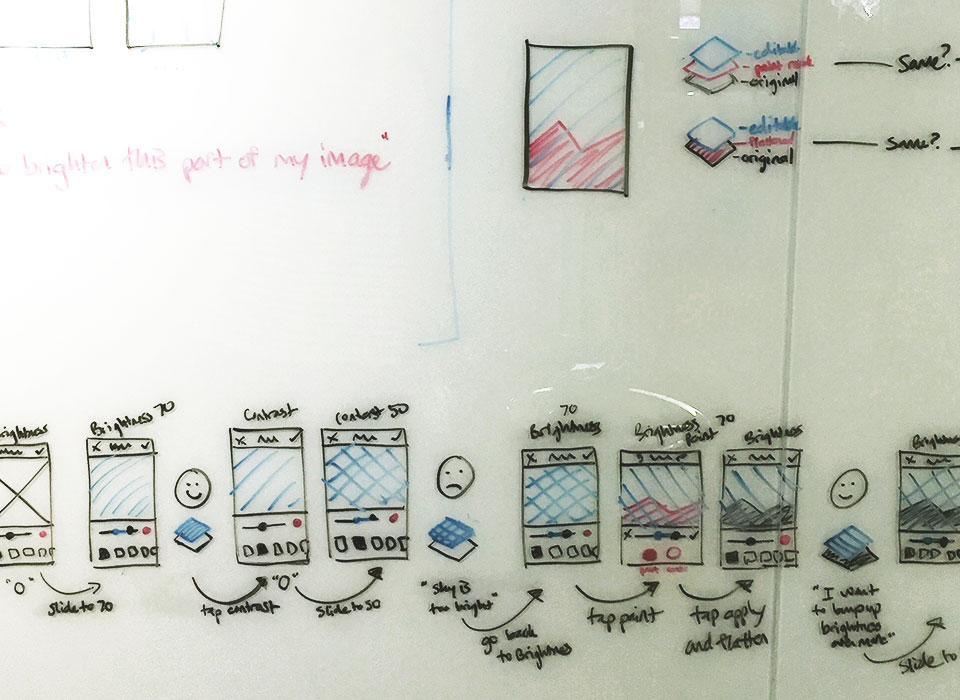 to brighten this part of my image"
-editable
-paint mask
-original
Same?
-editable
flattened
-original
Same?
Brightness
Brightness 70
Contrast
Contrast 50
70
Brightness
Brightness 70
Paint
Brightness
Brightness
"0"
slide to 70
tap contrast
"0"
slide to 50
"sky is
too bright"
go back
to Brightness
tap paint
tap apply
and flatten
"I want
to bump up
brightness
even more"
slide to